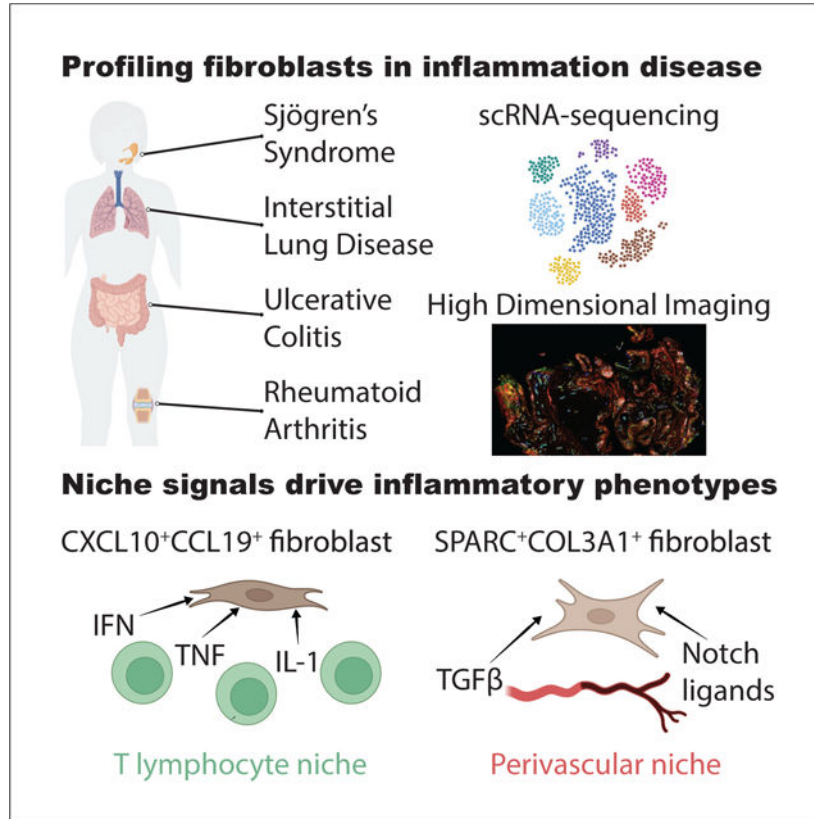 Profiling fibroblasts in inflammation disease
Sjögren's
Syndrome
Interstitial
Lung Disease
Ulcerative
Colitis
Rheumatoid
Arthritis
scRNA-sequencing
High Dimensional Imaging
Niche signals drive inflammatory phenotypes
CXCL10⁺CCL19⁺ fibroblast
IFN
TNF
IL-1
T lymphocyte niche
SPARC⁺COL3A1⁺ fibroblast
TGFβ
Notch
ligands
Perivascular niche